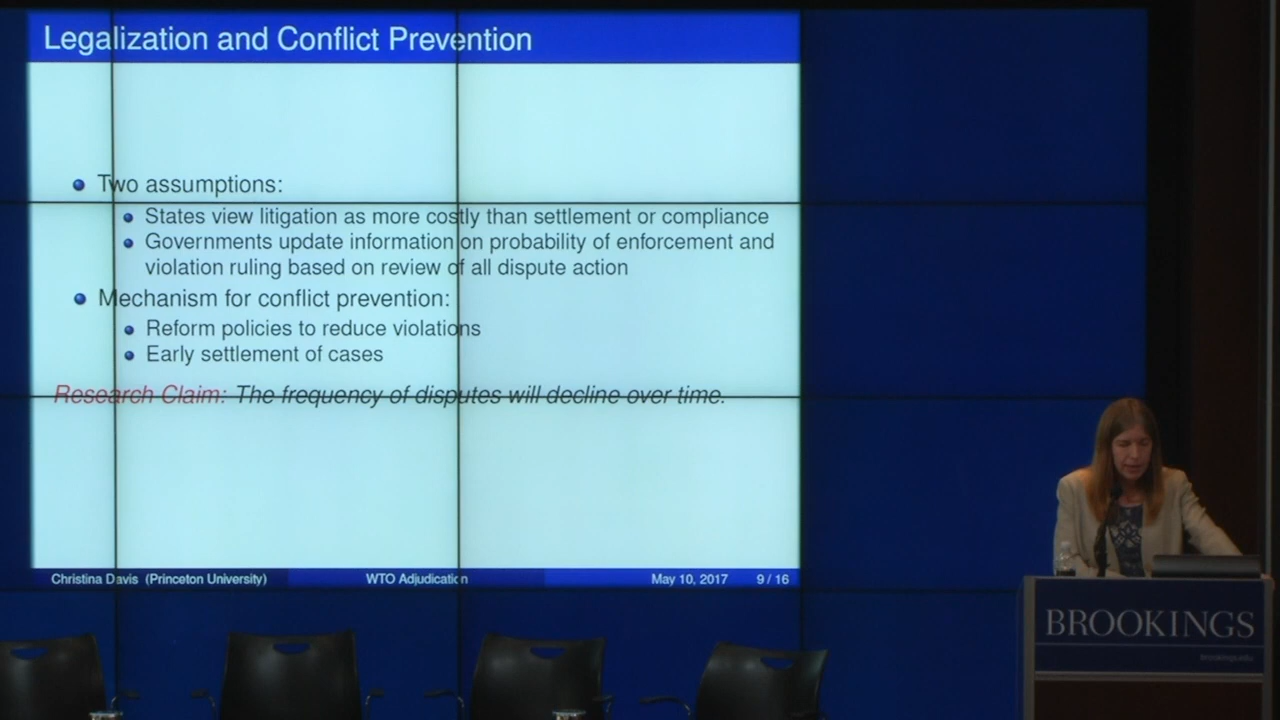 Legalization and Conflict Prevention
Two assumptions:
States view litigation as more costly than settlement or compliance
Governments update information on probability of enforcement and
violation ruling based on review of all dispute action
Mechanism for conflict prevention:
Reform policies to reduce violations
Early settlement of cases
Research Claim: The frequency of disputes will decline over time.
Christina Davis (Princeton University) WTO Adjudication May 10, 2017 9 / 16
BROOKINGS